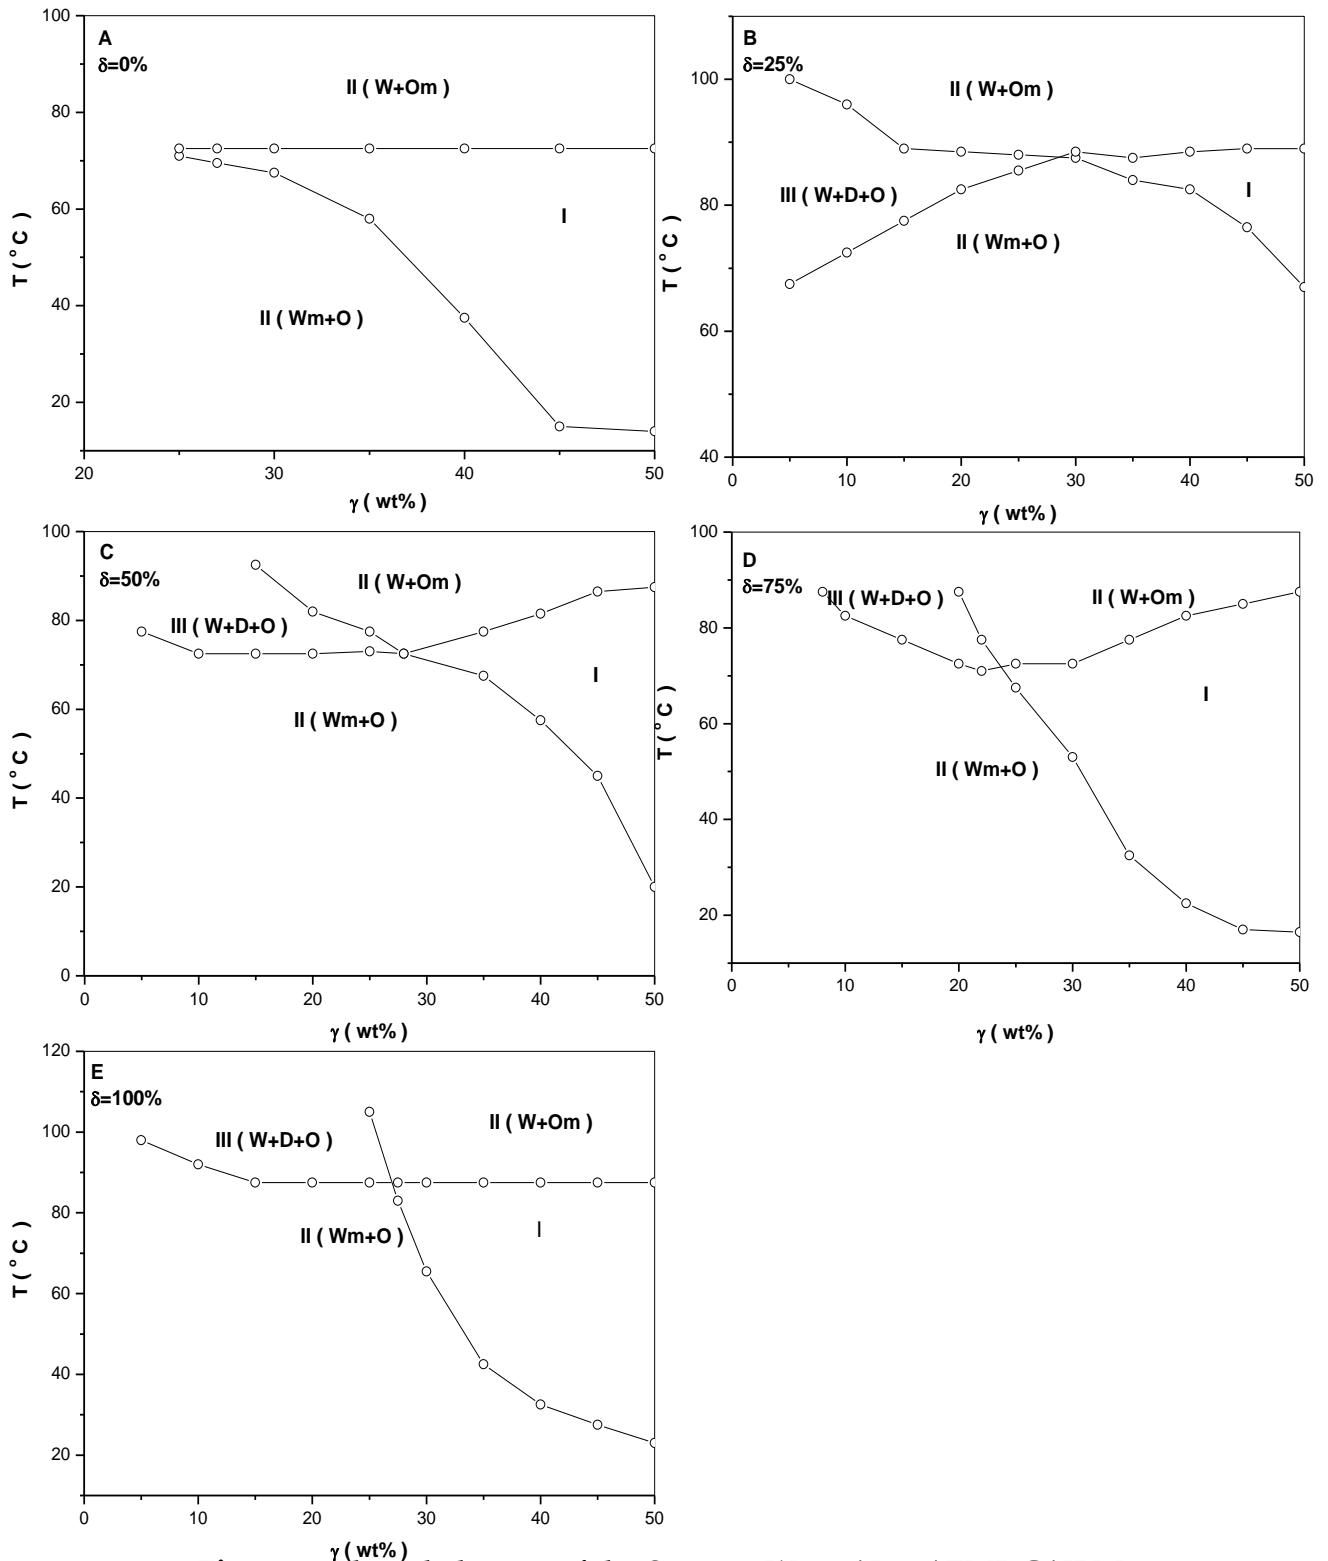 A
δ=0%
II ( W+Om )
I
II ( Wm+O )
100
80
60
40
20
T ( °C )
20 30 40 50
γ ( wt% )
B
δ=25%
II ( W+Om )
III ( W+D+O )
I
II ( Wm+O )
100
80
60
40
T ( °C )
0 10 20 30 40 50
γ ( wt% )
C
δ=50%
II ( W+Om )
III ( W+D+O )
I
II ( Wm+O )
100
80
60
40
20
0
T ( °C )
0 10 20 30 40 50
γ ( wt% )
D
δ=75%
III ( W+D+O )
II ( W+Om )
I
II ( Wm+O )
100
80
60
40
20
T ( °C )
0 10 20 30 40 50
γ ( wt% )
E
δ=100%
II ( W+Om )
III ( W+D+O )
II ( Wm+O )
I
120
100
80
60
40
20
T ( °C )
0 10 20 30 40 50
γ ( wt% )